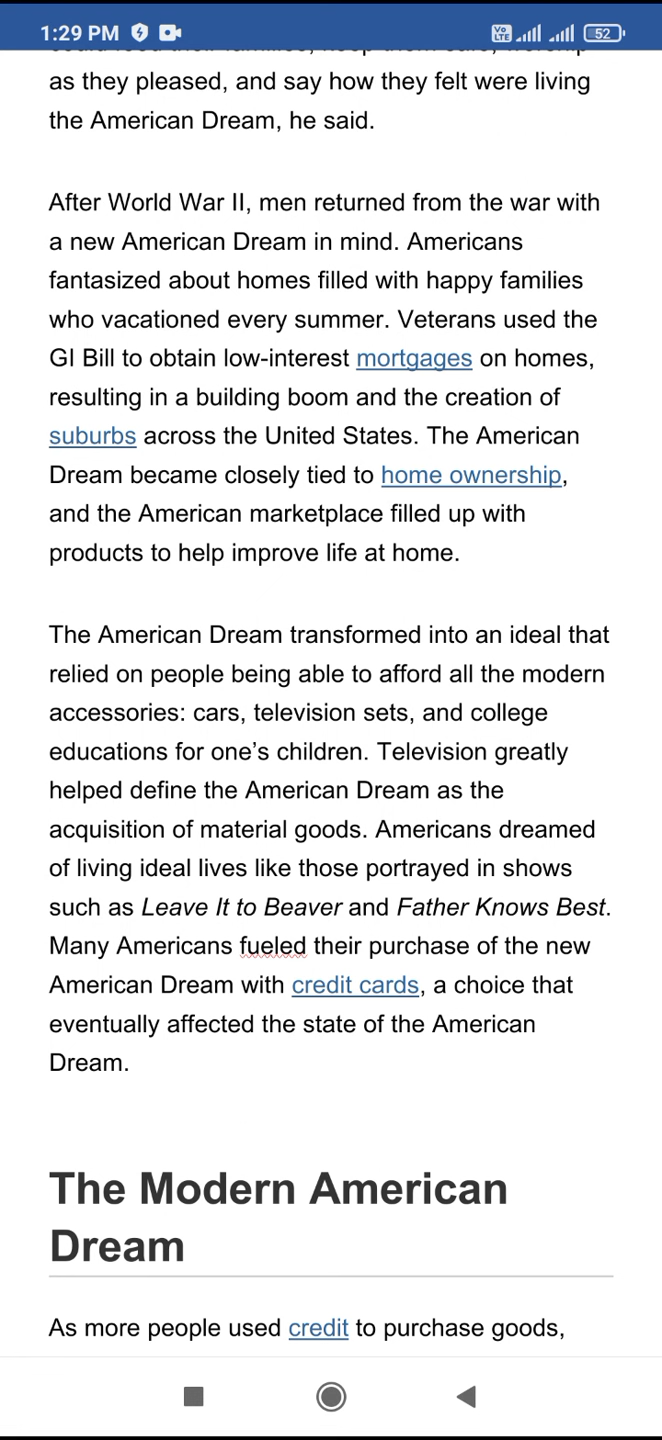 1:29 PM
Vo LTE
52
as they pleased, and say how they felt were living
the American Dream, he said.
After World War II, men returned from the war with
a new American Dream in mind. Americans
fantasized about homes filled with happy families
who vacationed every summer. Veterans used the
GI Bill to obtain low-interest mortgages on homes,
resulting in a building boom and the creation of
suburbs across the United States. The American
Dream became closely tied to home ownership,
and the American marketplace filled up with
products to help improve life at home.
The American Dream transformed into an ideal that
relied on people being able to afford all the modern
accessories: cars, television sets, and college
educations for one’s children. Television greatly
helped define the American Dream as the
acquisition of material goods. Americans dreamed
of living ideal lives like those portrayed in shows
such as Leave It to Beaver and Father Knows Best.
Many Americans fueled their purchase of the new
American Dream with credit cards, a choice that
eventually affected the state of the American
Dream.
The Modern American
Dream
As more people used credit to purchase goods,